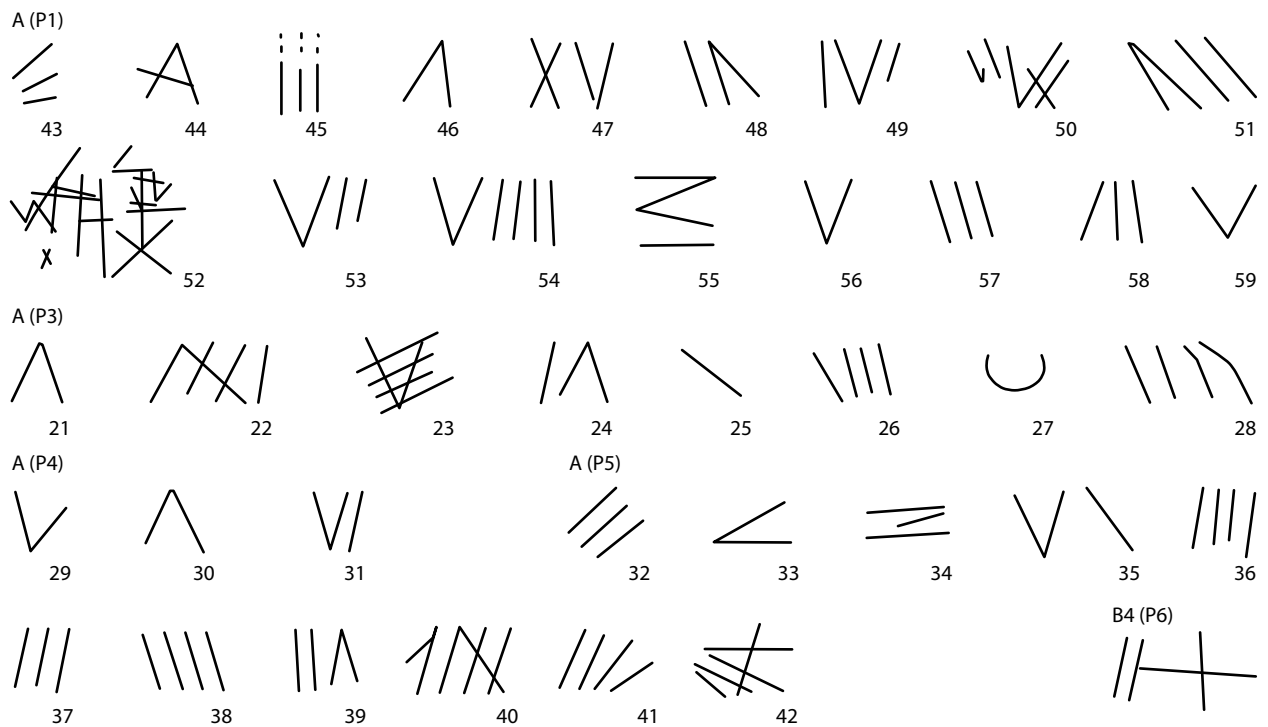 A (P1)
43 44 45 46 47 48 49 50 51
52 53 54 55 56 57 58 59
A (P3)
21 22 23 24 25 26 27 28
A (P4) A (P5)
29 30 31 32 33 34 35 36
B4 (P6)
37 38 39 40 41 42